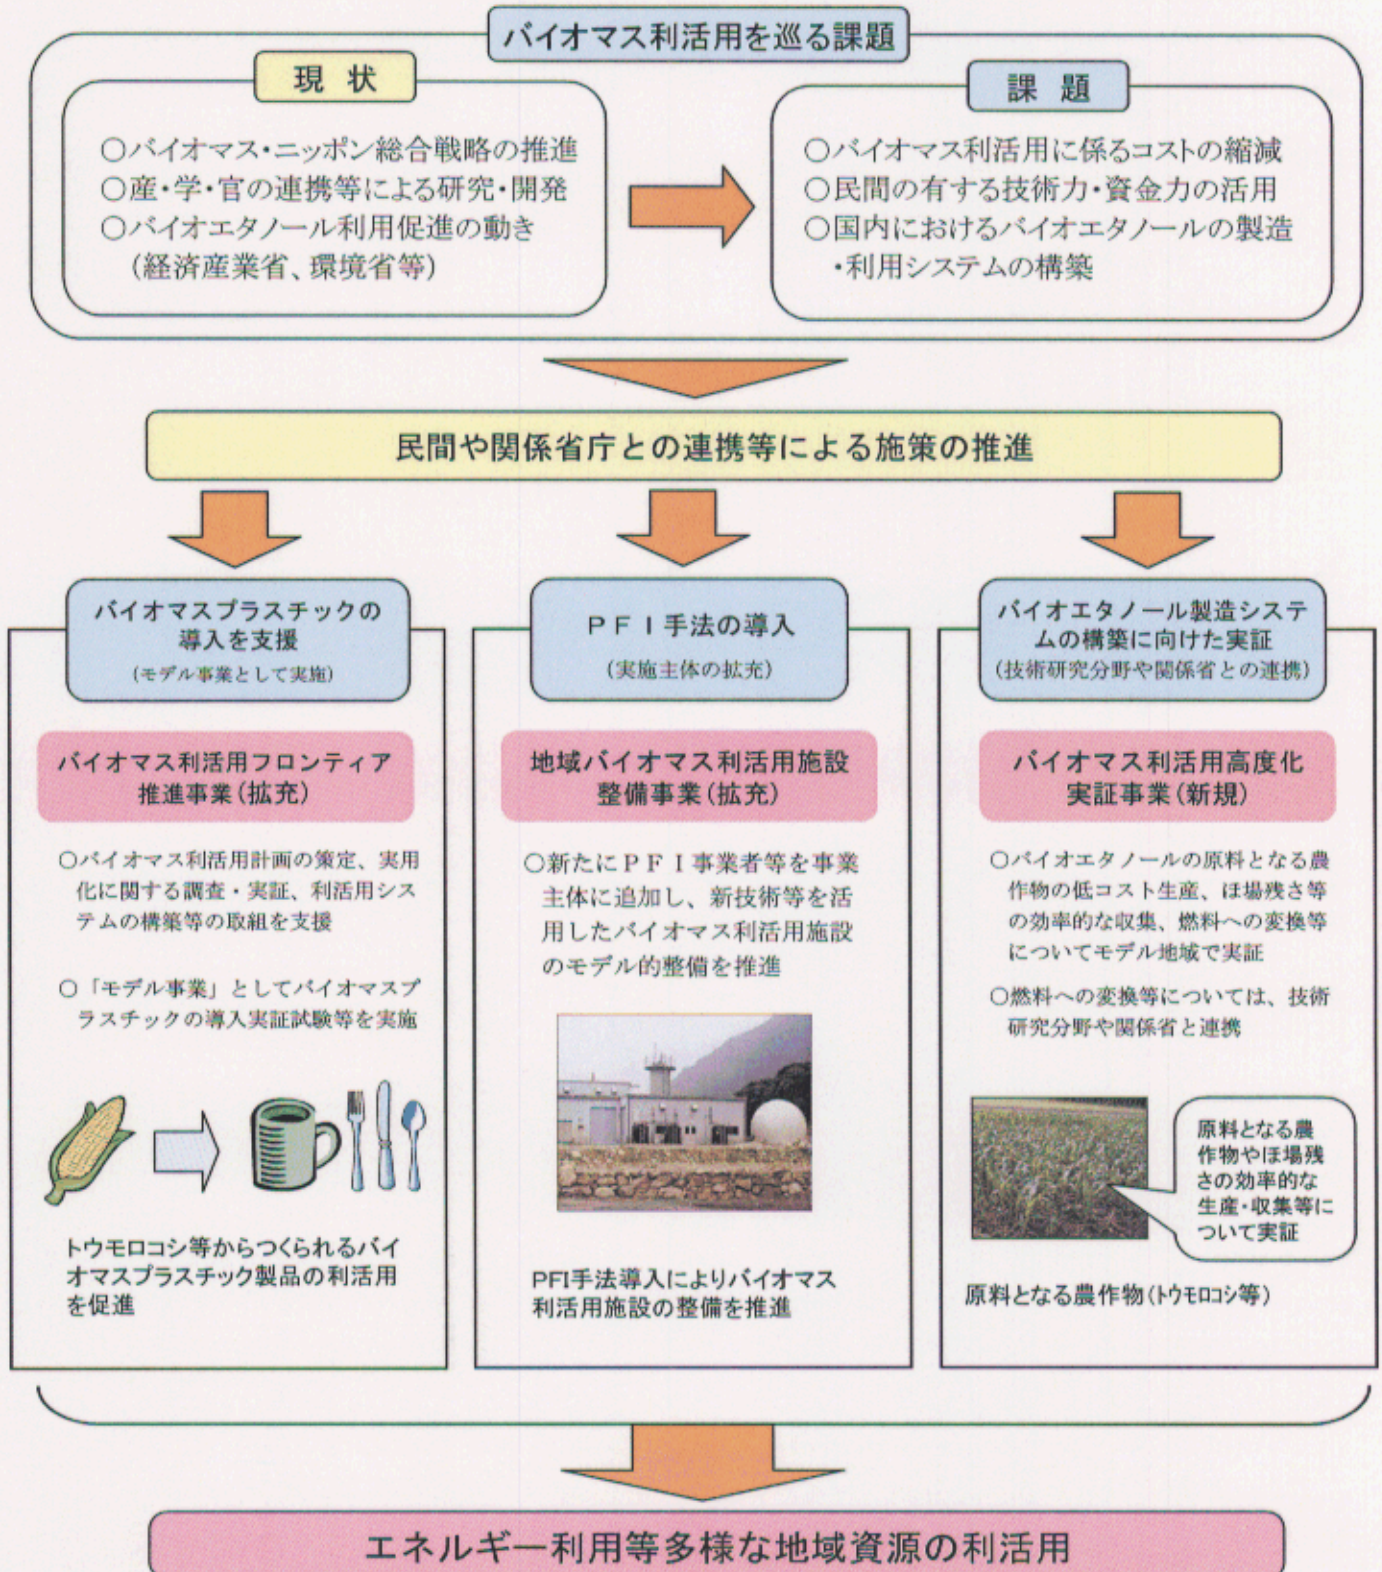 バイオマス利活用を巡る課題
現 状
○バイオマス・ニッポン総合戦略の推進
○産・学・官の連携等による研究・開発
○バイオエタノール利用促進の動き
(経済産業省、環境省等)
課 題
○バイオマス利活用に係るコストの縮減
○民間の有する技術力・資金力の活用
○国内におけるバイオエタノールの製造
・利用システムの構築
民間や関係省庁との連携等による施策の推進
バイオマスプラスチックの
導入を支援
(モデル事業として実施)
バイオマス利活用フロンティア
推進事業(拡充)
○バイオマス利活用計画の策定、実用
化に関する調査・実証、利活用シス
テムの構築等の取組を支援
○「モデル事業」としてバイオマスプ
ラスチックの導入実証試験等を実施
トウモロコシ等からつくられるバイ
オマスプラスチック製品の利活用
を促進
ＰＦＩ手法の導入
(実施主体の拡充)
地域バイオマス利活用施設
整備事業(拡充)
○新たにＰＦＩ事業者等を事業
主体に追加し、新技術等を活
用したバイオマス利活用施設
のモデル的整備を推進
PFI手法導入によりバイオマス
利活用施設の整備を推進
バイオエタノール製造システ
ムの構築に向けた実証
(技術研究分野や関係省との連携)
バイオマス利活用高度化
実証事業(新規)
○バイオエタノールの原料となる農
作物の低コスト生産、ほ場残さ等
の効率的な収集、燃料への変換等
についてモデル地域で実証
○燃料への変換等については、技術
研究分野や関係省と連携
原料となる農
作物やほ場残
さの効率的な
生産・収集等に
ついて実証
原料となる農作物(トウモロコシ等)
エネルギー利用等多様な地域資源の利活用